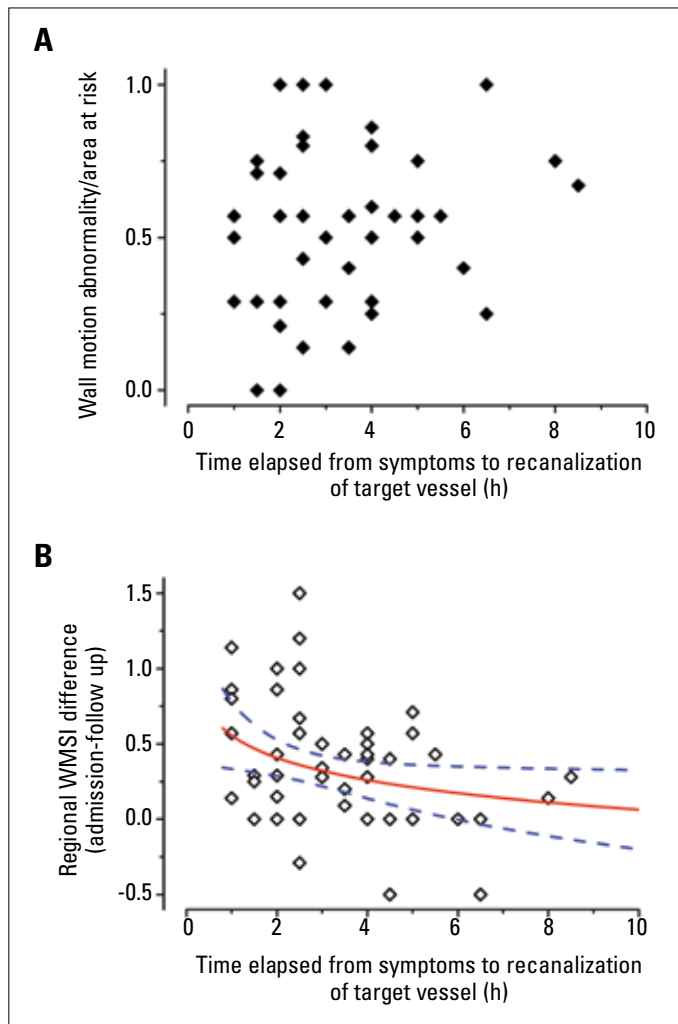 A
Wall motion abnormality/area at risk
1.0
0.5
0.0
0 2 4 6 8 10
Time elapsed from symptoms to recanalization
of target vessel (h)
B
Regional WMSI difference
(admission-follow up)
1.5
1.0
0.5
0.0
-0.5
0 2 4 6 8 10
Time elapsed from symptoms to recanalization
of target vessel (h)